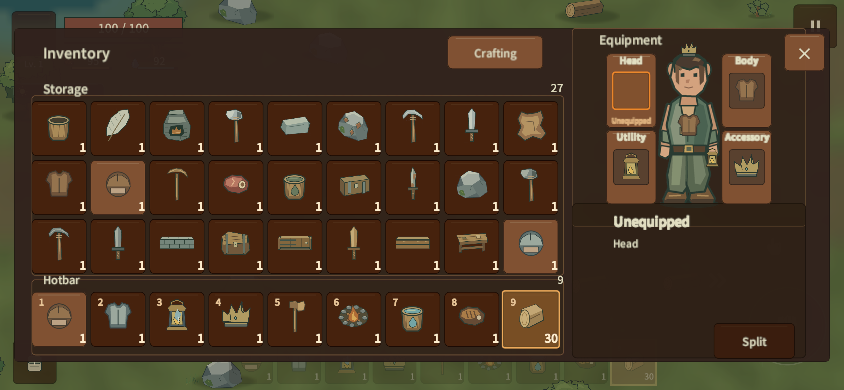 100 / 100
Inventory
Crafting
Storage
27
1 1 1 1 1 1 1 1 1
1 1 1 1 1 1 1 1 1
1 1 1 1 1 1 1 1 1
Hotbar
9
1 2 3 4 5 6 7 8 9
1 1 1 1 1 1 1 1 30
Equipment
Head
Body
Unequipped
Utility
Accessory
Unequipped
Head
Split
30